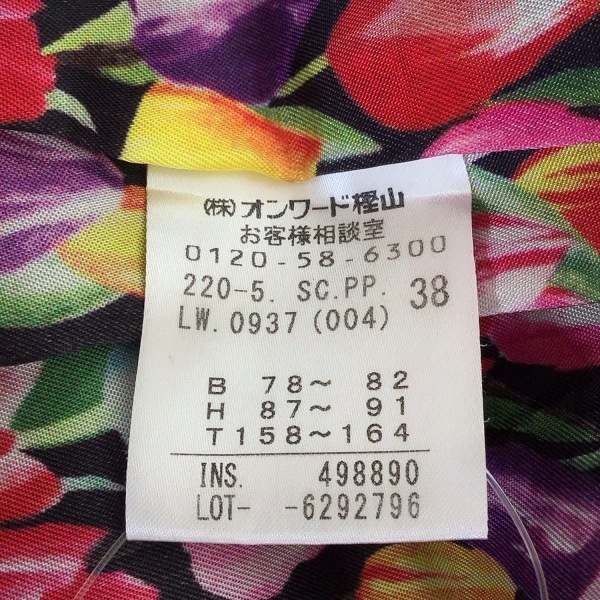 (株)オンワード樫山
お客様相談室
0120-58-6300
220-5. SC.PP. 38
LW. 0937 (004)
B 78～ 82
H 87～ 91
T158～164
INS. 498890
LOT- -6292796